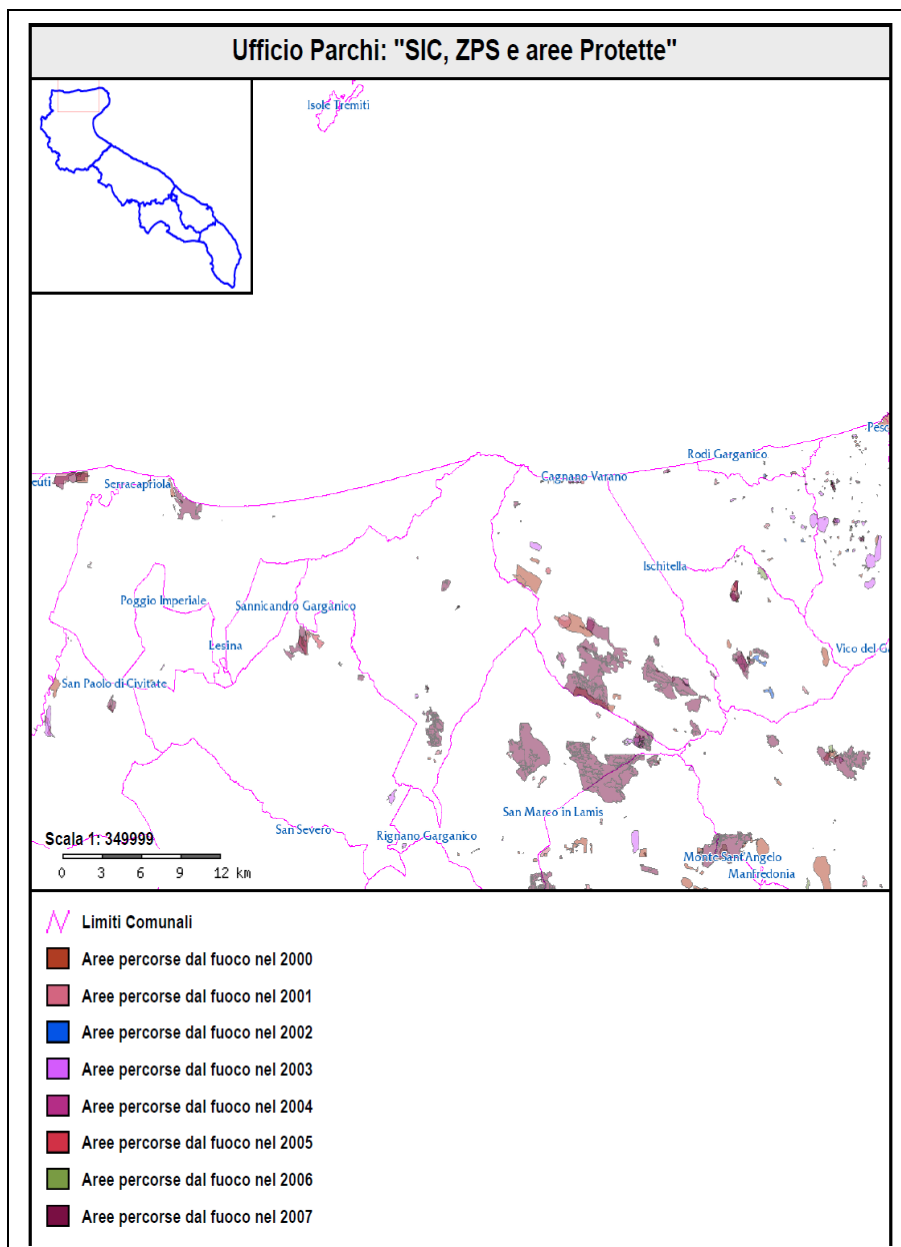 Ufficio Parchi: "SIC, ZPS e aree Protette"
Isole Tremiti
Pesc
Rodi Garganico
Cagnano Varano
euti
Serracapriola
Ischitella
Poggio Imperiale
Sannicandro Garganico
Lesina
Vico del Ga
San Paolo di Civitate
San Marco in Lamis
San Severo
Rignano Garganico
Scala 1: 349999
Monte Sant'Angelo
Manfredonia
0 3 6 9 12 km
Limiti Comunali
Aree percorse dal fuoco nel 2000
Aree percorse dal fuoco nel 2001
Aree percorse dal fuoco nel 2002
Aree percorse dal fuoco nel 2003
Aree percorse dal fuoco nel 2004
Aree percorse dal fuoco nel 2005
Aree percorse dal fuoco nel 2006
Aree percorse dal fuoco nel 2007